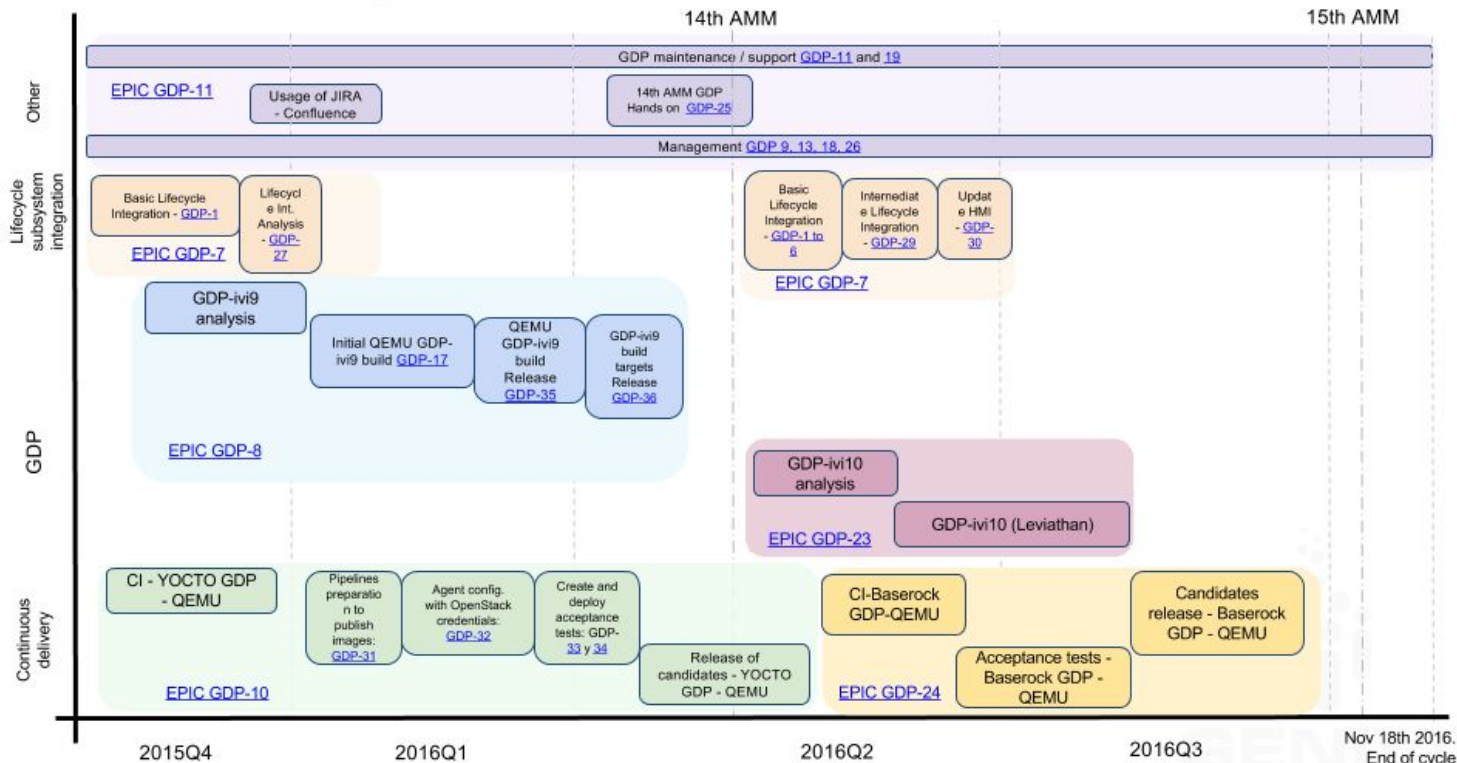 14th AMM
15th AMM
Other
GDP maintenance / support GDP-11 and 19
EPIC GDP-11
Usage of JIRA
- Confluence
14th AMM GDP
Hands on GDP-25
Management GDP 9, 13, 18, 26
Lifecycle
subsystem
integration
Basic Lifecycle
Integration - GDP-1
Lifecycl
e Int.
Analysis
- GDP-
27
EPIC GDP-7
Basic
Lifecycle
Integration
- GDP-1 to
6
Internediat
e Lifecycle
Integration
- GDP-29
Updat
e HMI -
GDP-
30
EPIC GDP-7
GDP
GDP-ivi9
analysis
Initial QEMU GDP-
ivi9 build GDP-17
QEMU
GDP-ivi9
build
Release
GDP-35
GDP-ivi9
build
targets
Release
GDP-36
EPIC GDP-8
GDP-ivi10
analysis
GDP-ivi10 (Leviathan)
EPIC GDP-23
Continuous
delivery
CI - YOCTO GDP
- QEMU
Pipelines
preparatio
n to
publish
images:
GDP-31
Agent config.
with OpenStack
credentials:
GDP-32
Create and
deploy
acceptance
tests: GDP-
33 y 34
Release of
candidates - YOCTO
GDP - QEMU
EPIC GDP-10
CI-Baserock
GDP-QEMU
Acceptance tests -
Baserock GDP -
QEMU
Candidates
release - Baserock
GDP - QEMU
EPIC GDP-24
2015Q4
2016Q1
2016Q2
2016Q3
Nov 18th 2016.
End of cycle